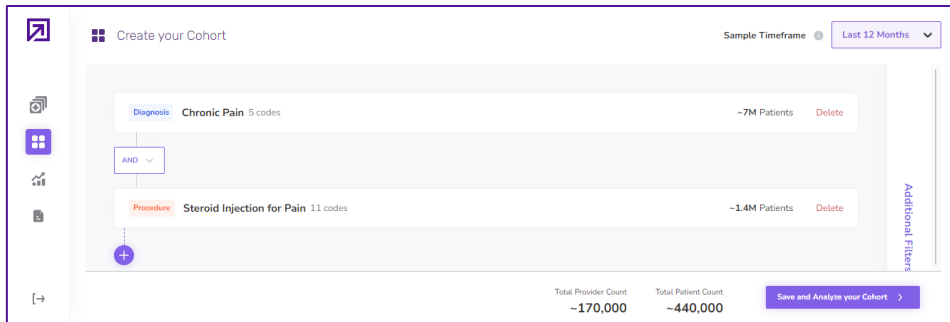 Create your Cohort
Sample Timeframe
Last 12 Months
Diagnosis Chronic Pain 5 codes ~7M Patients Delete
AND
Procedure Steroid Injection for Pain 11 codes ~1.4M Patients Delete
Additional Filters
Total Provider Count
~170,000
Total Patient Count
~440,000
Save and Analyze your Cohort